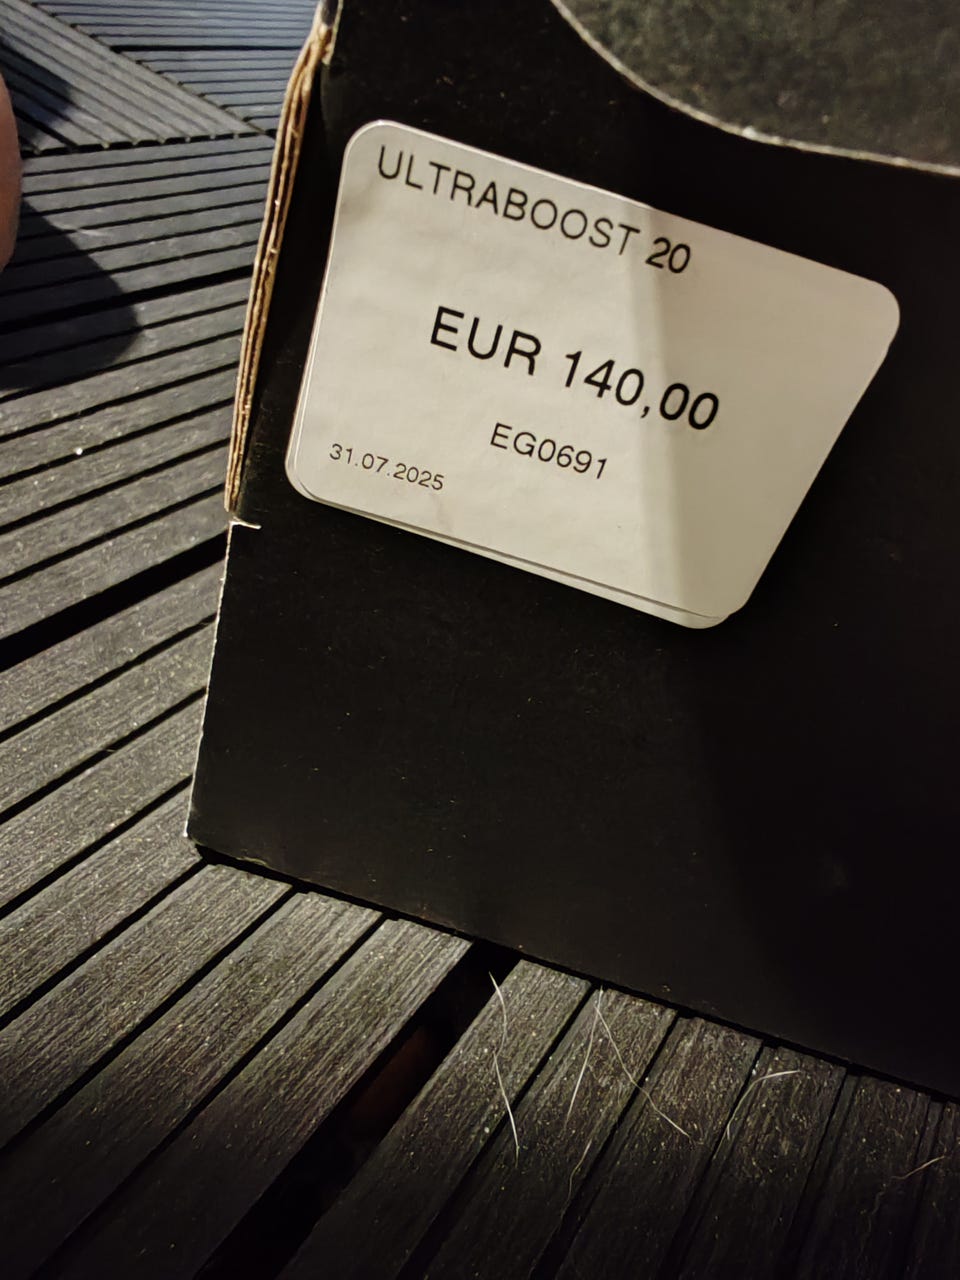 ULTRABOOST 20
EUR 140,00
EG0691
31.07.2025